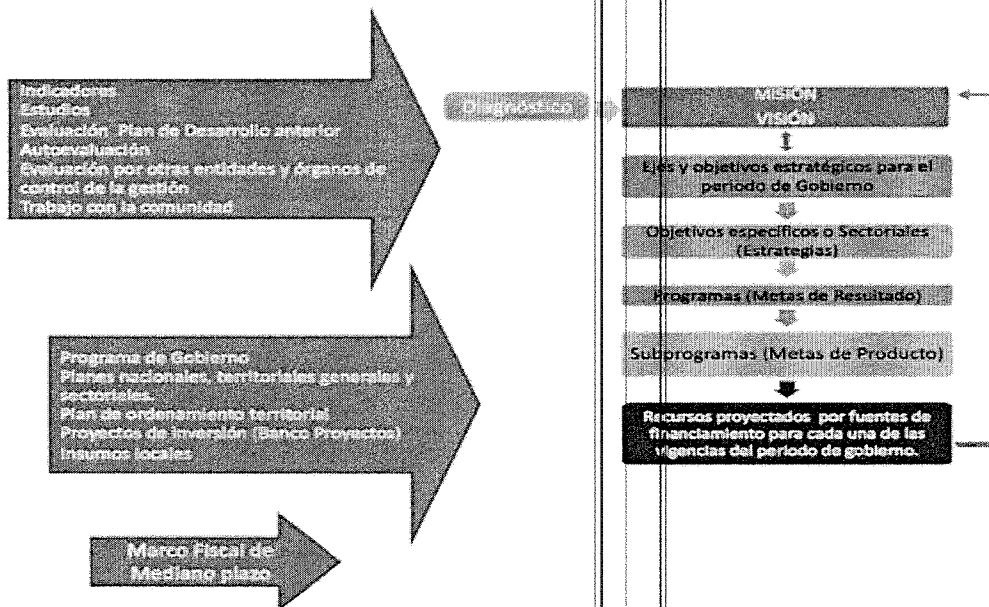 Indicadores
Estudios
Evaluación Plan de Desarrollo anterior
Autoevaluación
Evaluación por otras entidades y órganos de
control de la gestión
Trabajo con la comunidad
Programa de Gobierno
Planes nacionales, territoriales generales y
sectoriales.
Plan de ordenamiento territorial
Proyectos de inversión (Banco Proyectos)
Insumos locales
Marco Fiscal de
Mediano plazo
Diagnóstico
MISIÓN
VISIÓN
Ejes y objetivos estratégicos para el
periodo de Gobierno
Objetivos específicos o Sectoriales
(Estrategias)
Programas (Metas de Resultado)
Subprogramas (Metas de Producto)
Recursos proyectados por fuentes de
financiamiento para cada una de las
vigencias del periodo de gobierno.